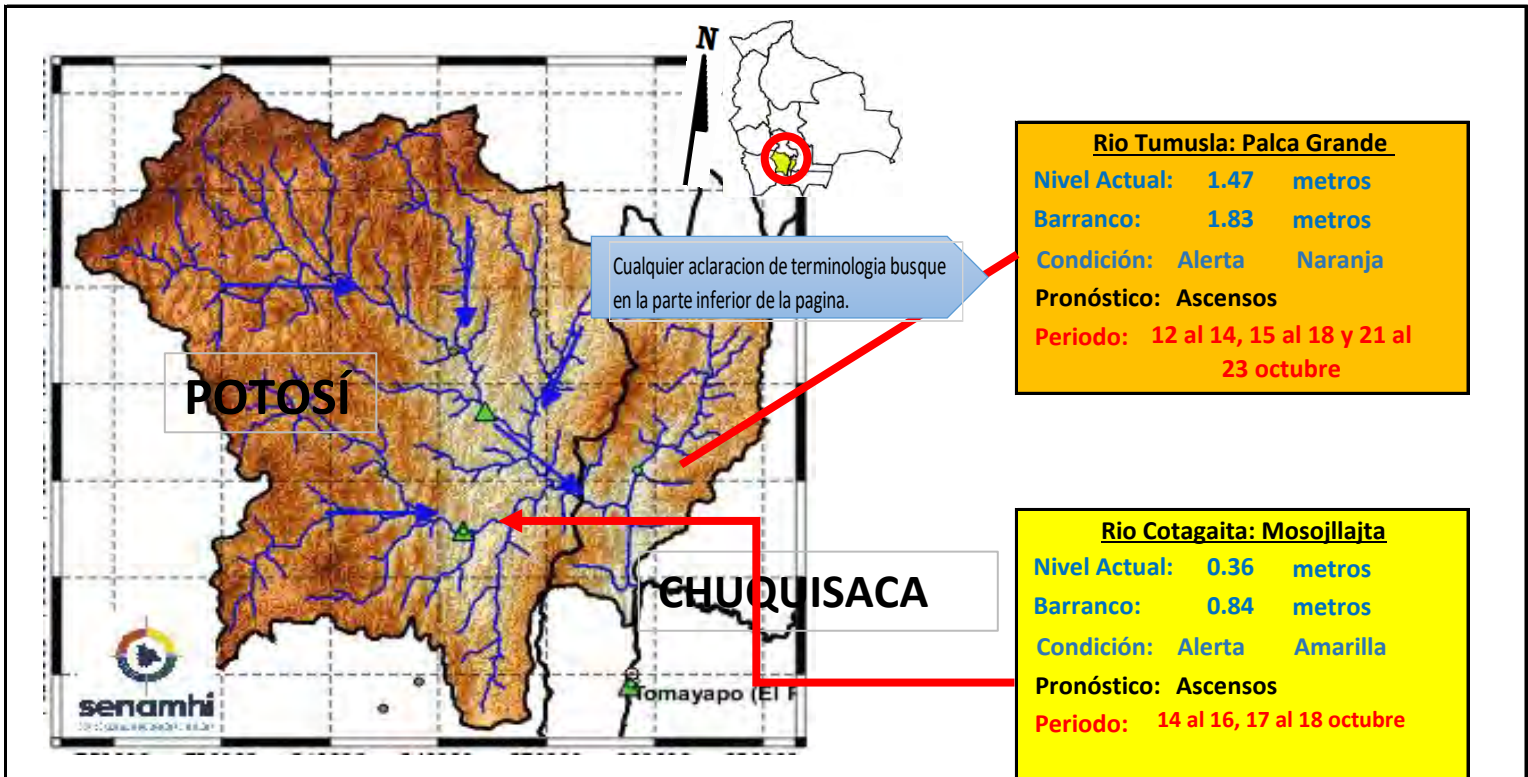 N
Rio Tumusla: Palca Grande
Nivel Actual: 1.47 metros
Barranco: 1.83 metros
Condición: Alerta Naranja
Pronóstico: Ascensos
Periodo: 12 al 14, 15 al 18 y 21 al
23 octubre
Cualquier aclaracion de terminologia busque
en la parte inferior de la pagina.
POTOSÍ
CHUQUISACA
Rio Cotagaita: Mosojllajta
Nivel Actual: 0.36 metros
Barranco: 0.84 metros
Condición: Alerta Amarilla
Pronóstico: Ascensos
Periodo: 14 al 16, 17 al 18 octubre
senamhi
Tomayapo (El